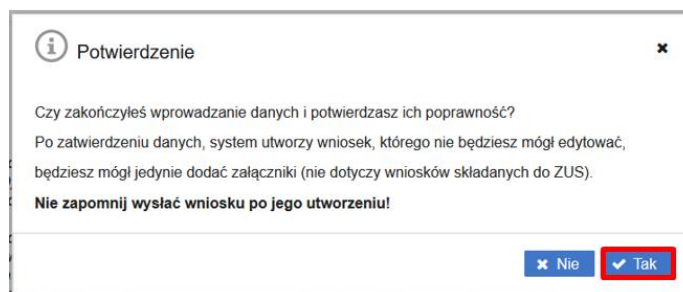 Potwierdzenie
Czy zakończyłeś wprowadzanie danych i potwierdzasz ich poprawność?
Po zatwierdzeniu danych, system utworzy wniosek, którego nie będziesz mógł edytować,
będziesz mógł jedynie dodać załączniki (nie dotyczy wniosków składanych do ZUS).
Nie zapomnij wysłać wniosku po jego utworzeniu!
Nie Tak